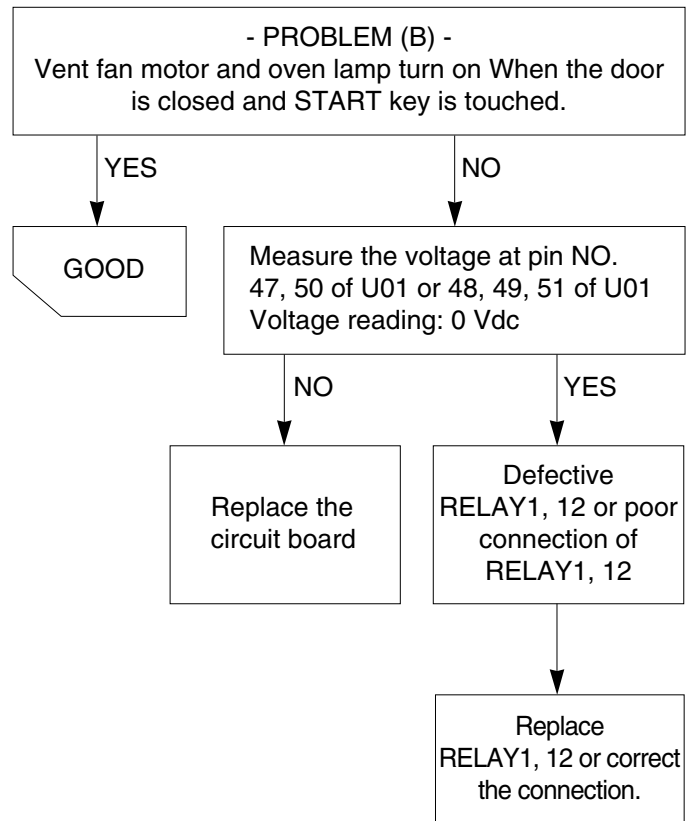 - PROBLEM (B) -
Vent fan motor and oven lamp turn on When the door
is closed and START key is touched.
YES
NO
GOOD
Measure the voltage at pin NO.
47, 50 of U01 or 48, 49, 51 of U01
Voltage reading: 0 Vdc
NO
YES
Replace the
circuit board
Defective
RELAY1, 12 or poor
connection of
RELAY1, 12
Replace
RELAY1, 12 or correct
the connection.